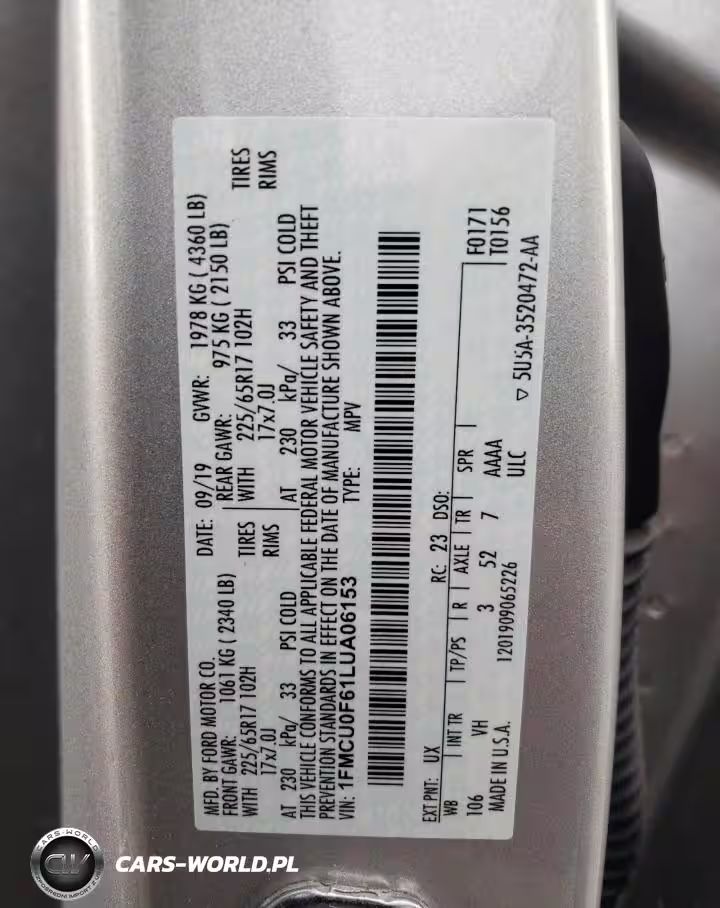 MFD. BY FORD MOTOR CO.    DATE: 09/19    GVWR: 1978 KG ( 4360 LB)
FRONT GAWR: 1061 KG ( 2340 LB)    REAR GAWR: 975 KG ( 2150 LB)
WITH 225/65R17 102H TIRES    WITH 225/65R17 102H TIRES
17x7.0J RIMS    17x7.0J RIMS
AT 230 kPa/ 33 PSI COLD    AT 230 kPa/ 33 PSI COLD
THIS VEHICLE CONFORMS TO ALL APPLICABLE FEDERAL MOTOR VEHICLE SAFETY AND THEFT
PREVENTION STANDARDS IN EFFECT ON THE DATE OF MANUFACTURE SHOWN ABOVE.
VIN: 1FMCU0F61LUA06153    TYPE: MPV
EXT PNT: UX    RC: 23 DSO:
WB INT TR TP/PS R AXLE TR SPR    F0171
106 VH 3 52 7 AAAA    T0156
MADE IN U.S.A. 1201909065226 ULC
▽ 5U5A-3520472-AA
CARS-WORLD
CW
CARS-WORLD.PL